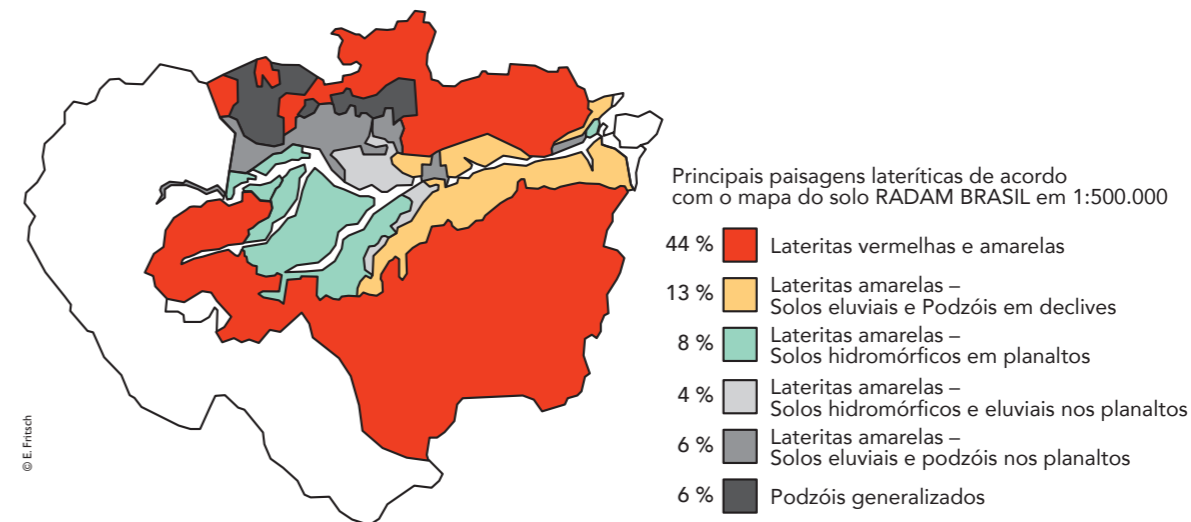 Principais paisagens lateríticas de acordo
com o mapa do solo RADAM BRASIL em 1:500.000
44 % Lateritas vermelhas e amarelas
13 % Lateritas amarelas –
Solos eluviais e Podzóis em declives
8 % Lateritas amarelas –
Solos hidromórficos em planaltos
4 % Lateritas amarelas –
Solos hidromórficos e eluviais nos planaltos
6 % Lateritas amarelas –
Solos eluviais e podzóis nos planaltos
6 % Podzóis generalizados
© E. Fritsch